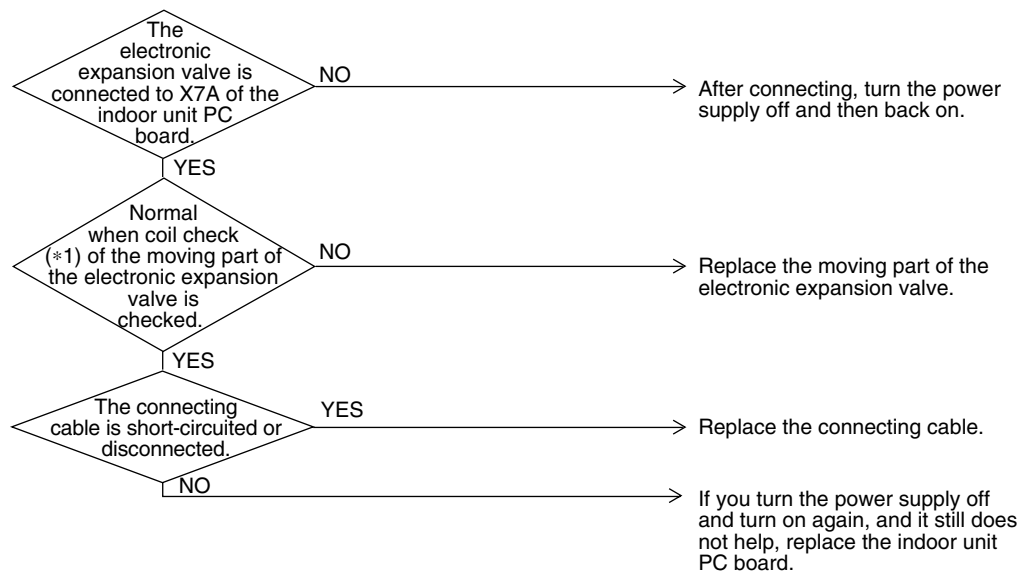 The
electronic
expansion valve is
connected to X7A of the
indoor unit PC
board.
NO
After connecting, turn the power
supply off and then back on.
YES
Normal
when coil check
(∗1) of the moving part of
the electronic expansion
valve is
checked.
NO
Replace the moving part of the
electronic expansion valve.
YES
The connecting
cable is short-circuited or
disconnected.
YES
Replace the connecting cable.
NO
If you turn the power supply off
and turn on again, and it still does
not help, replace the indoor unit
PC board.